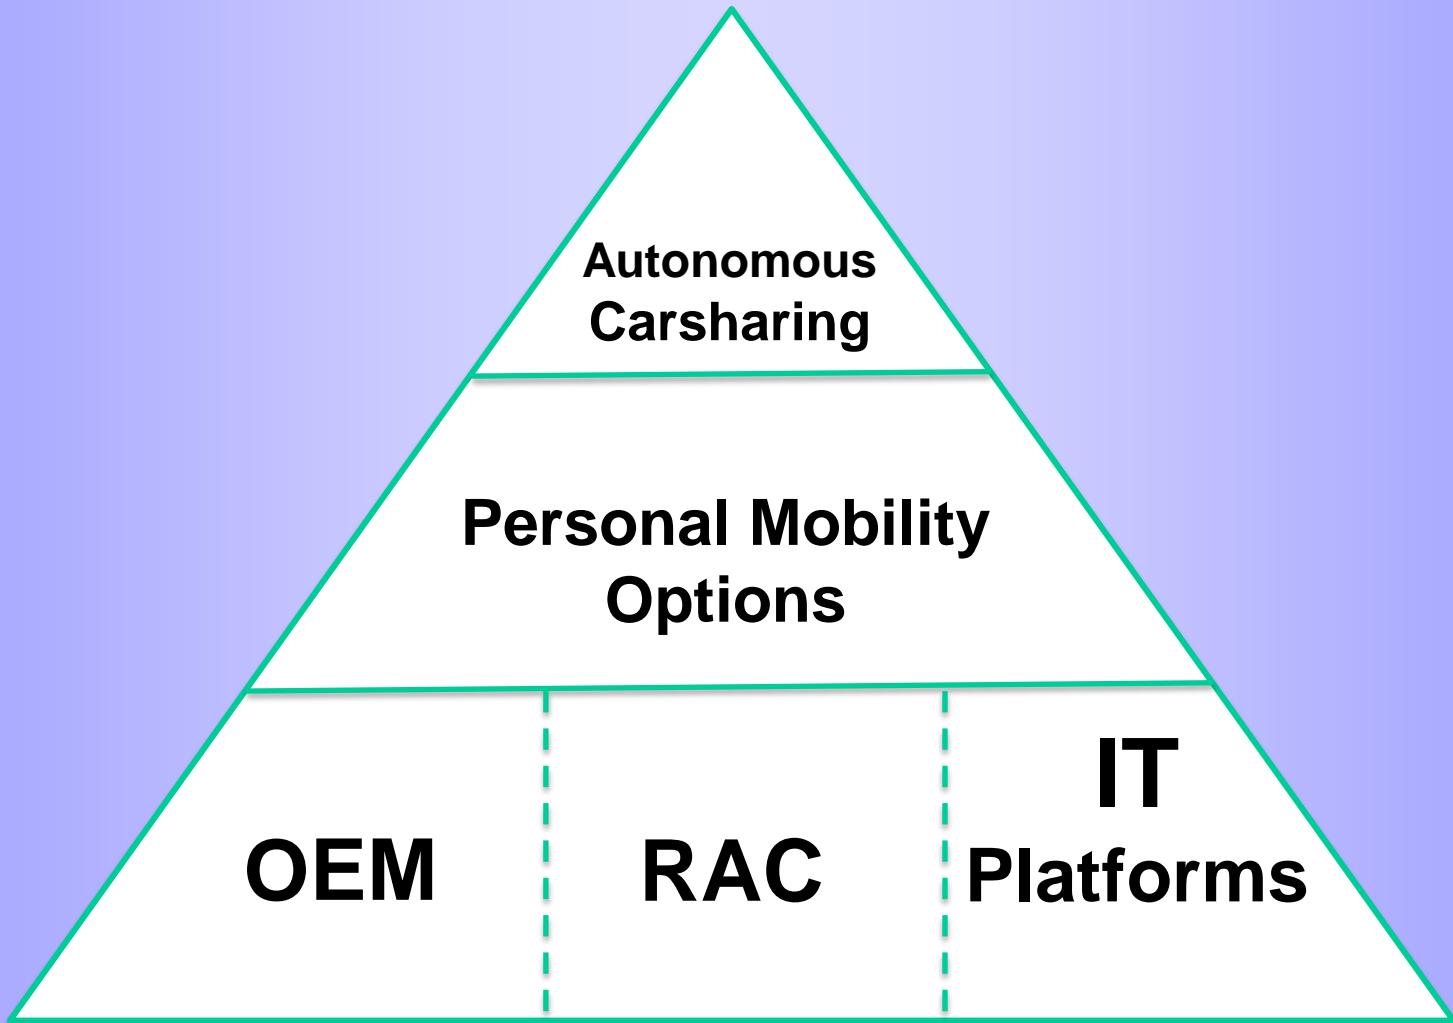 Autonomous
Carsharing
Personal Mobility
Options
OEM
RAC
IT
Platforms